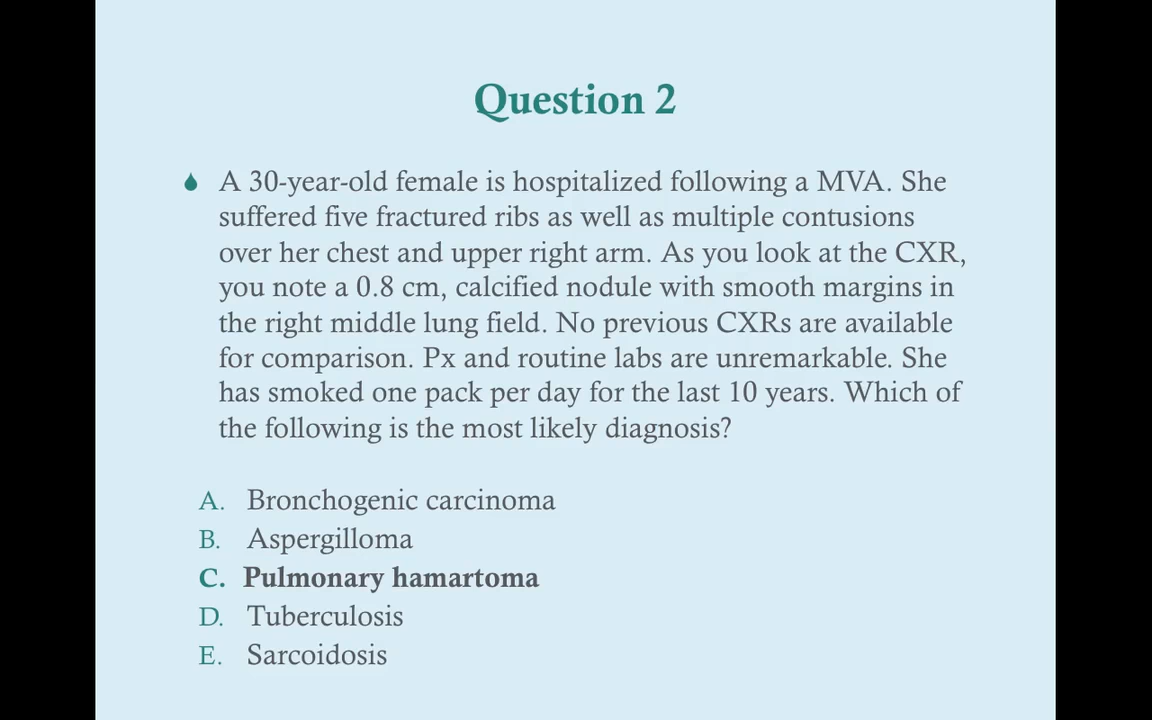 Question 2
A 30-year-old female is hospitalized following a MVA. She
suffered five fractured ribs as well as multiple contusions
over her chest and upper right arm. As you look at the CXR,
you note a 0.8 cm, calcified nodule with smooth margins in
the right middle lung field. No previous CXRs are available
for comparison. Px and routine labs are unremarkable. She
has smoked one pack per day for the last 10 years. Which of
the following is the most likely diagnosis?
A. Bronchogenic carcinoma
B. Aspergilloma
C. Pulmonary hamartoma
D. Tuberculosis
E. Sarcoidosis